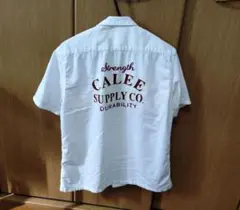 Strength
CALEE
SUPPLY CO.
DURABILITY